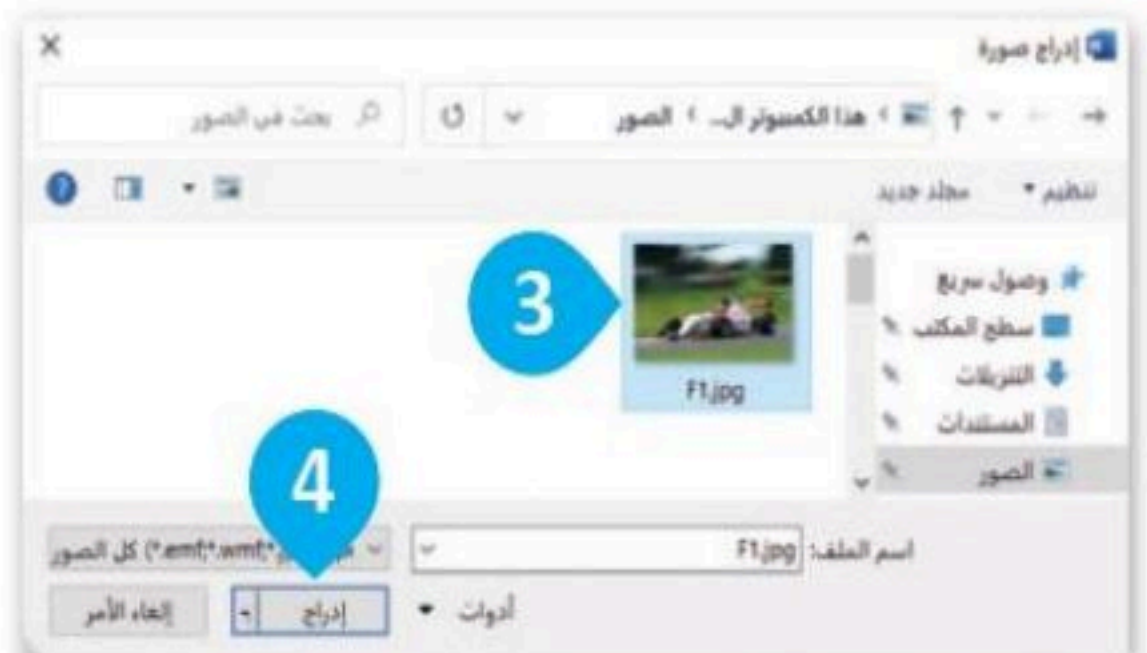 إدراج صورة
هذا الكمبيوتر ال... › الصور
بحث في الصور
تنظيم
مجلد جديد
وصول سريع
سطح المكتب
التنزيلات
المستندات
الصور
3
F1.jpg
4
اسم الملف: F1.jpg
كل الصور (*.emf;*.wmf;*.j
أدوات
إدراج
إلغاء الأمر